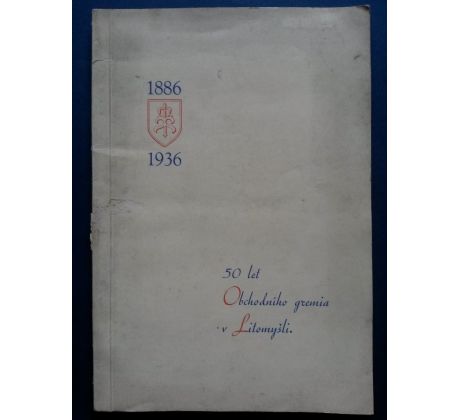 1886
1936
50 let
Obchodního gremia
v Litomyšli.